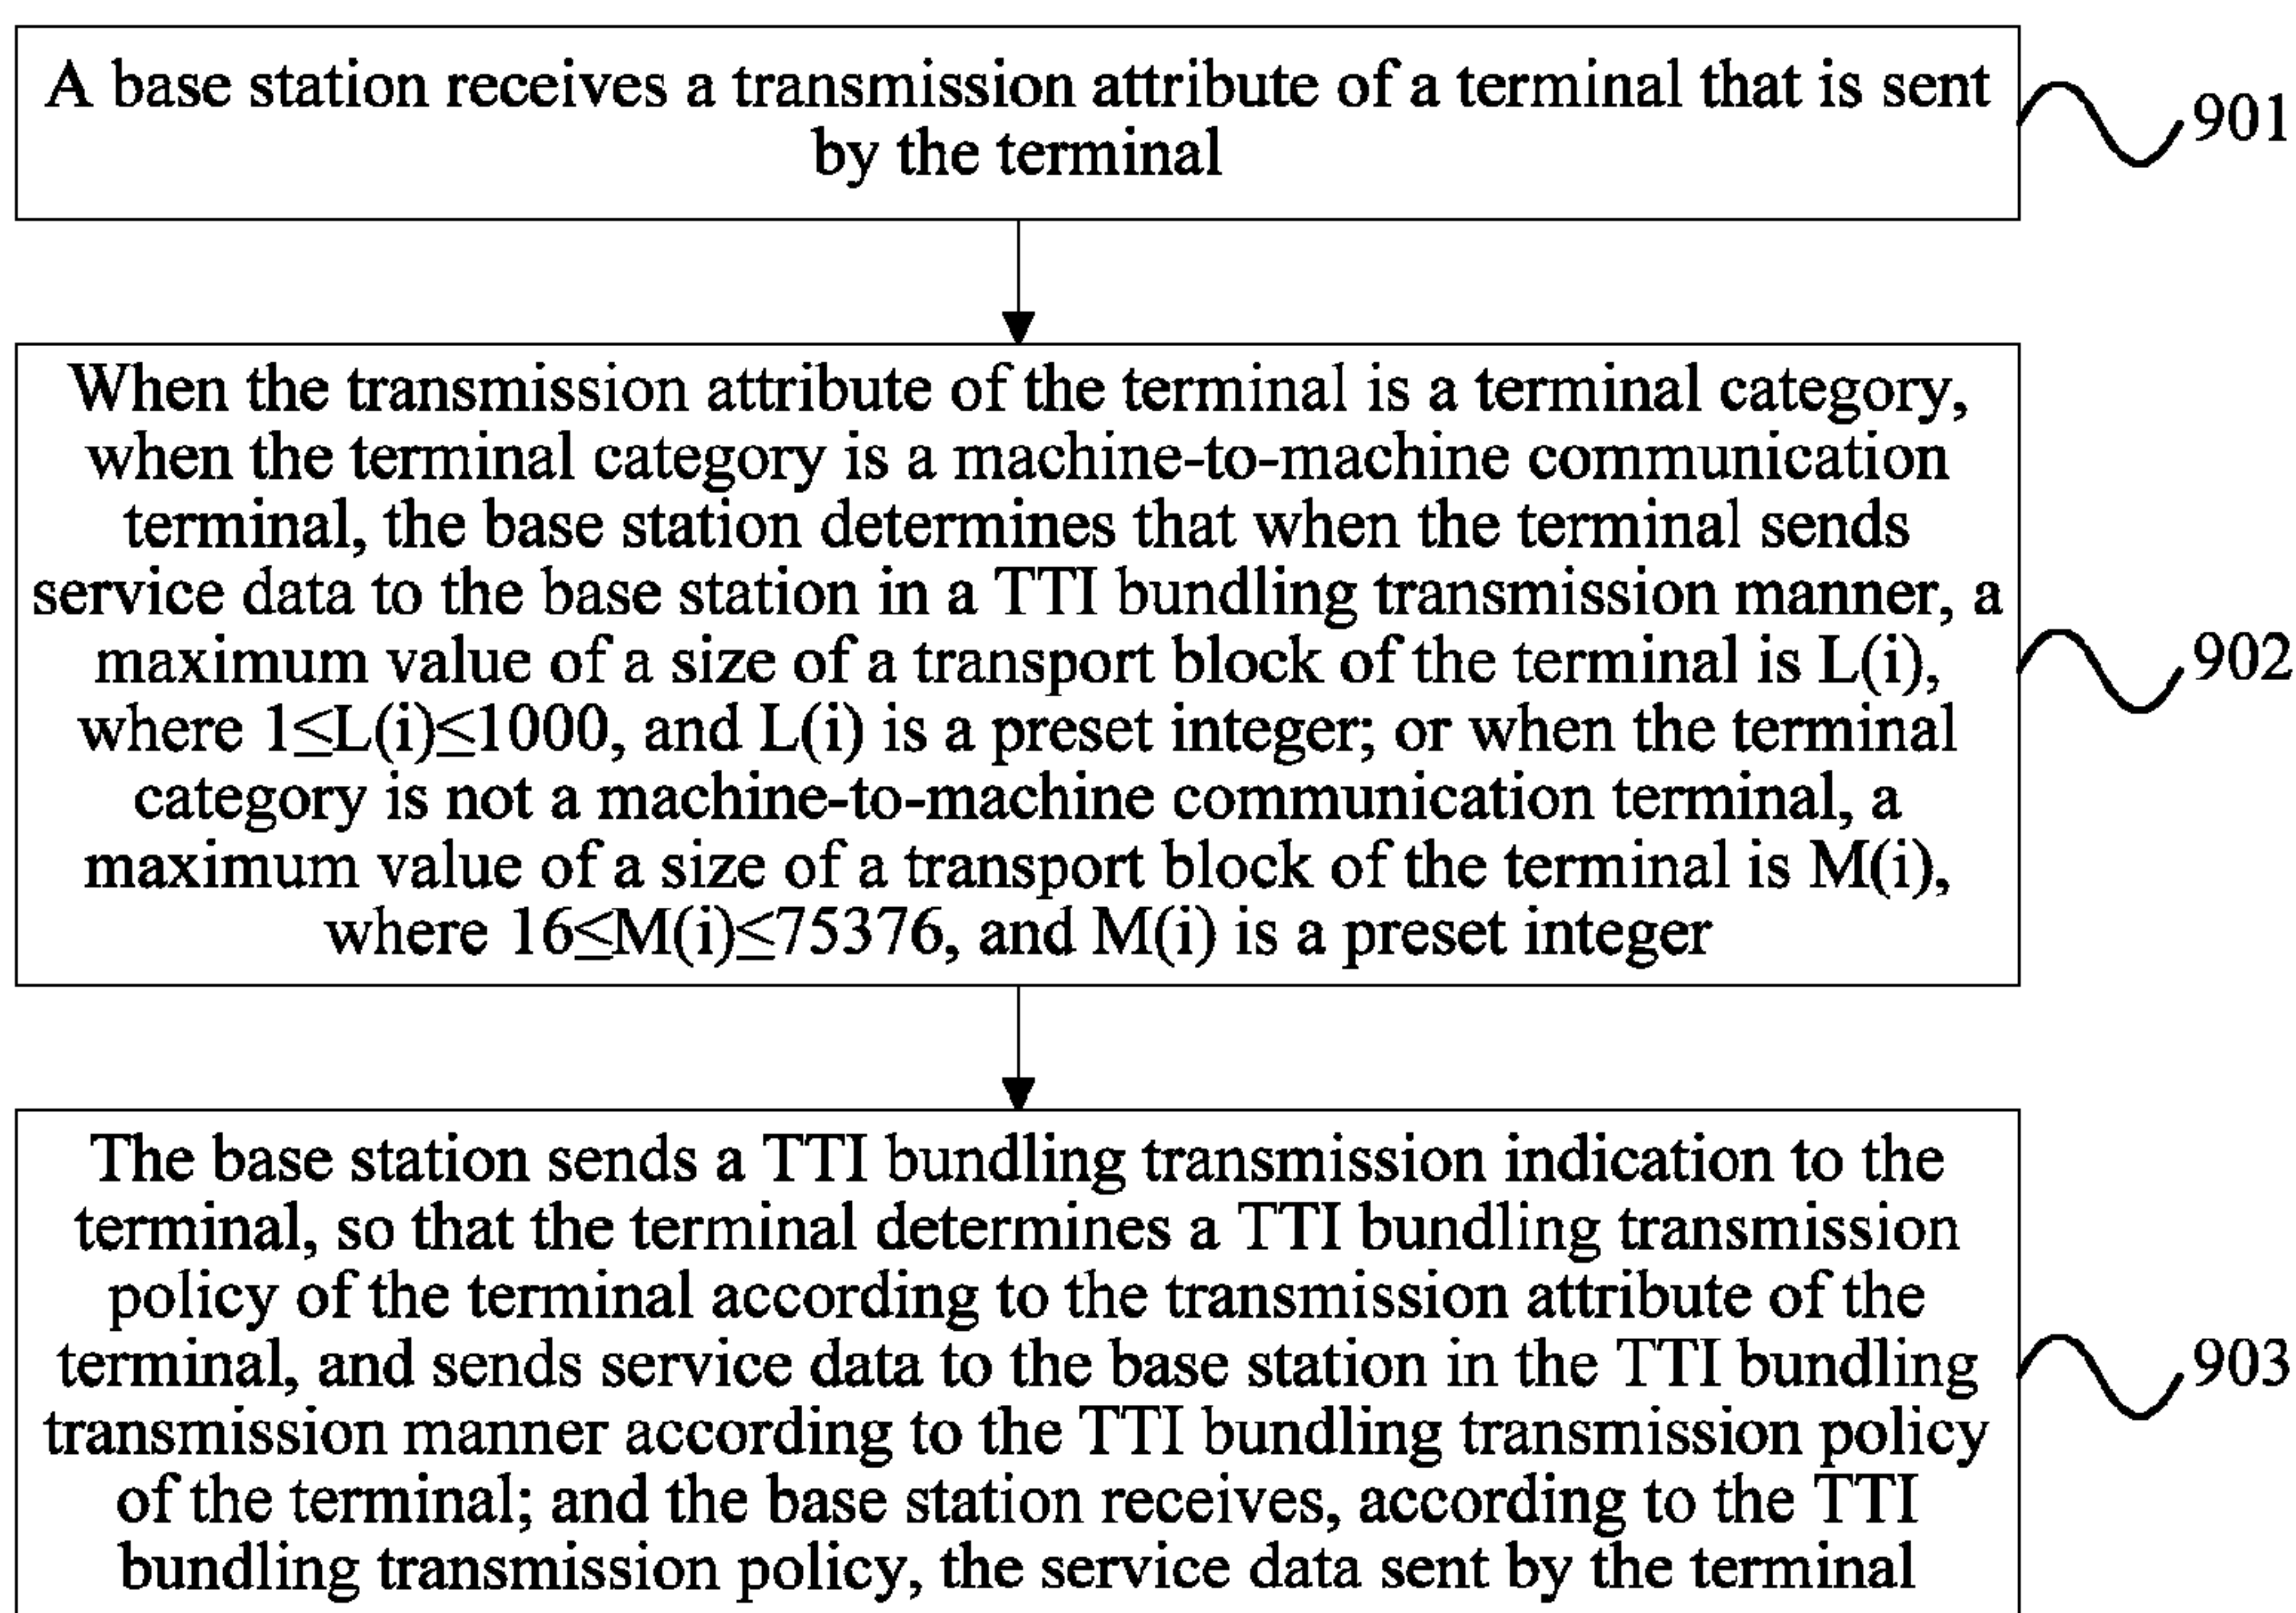 A base station receives a transmission attribute of a terminal that is sent
by the terminal
901
When the transmission attribute of the terminal is a terminal category,
when the terminal category is a machine-to-machine communication
terminal, the base station determines that when the terminal sends
service data to the base station in a TTI bundling transmission manner, a
maximum value of a size of a transport block of the terminal is L(i),
where 1≤L(i)≤1000, and L(i) is a preset integer; or when the terminal
category is not a machine-to-machine communication terminal, a
maximum value of a size of a transport block of the terminal is M(i),
where 16≤M(i)≤75376, and M(i) is a preset integer
902
The base station sends a TTI bundling transmission indication to the
terminal, so that the terminal determines a TTI bundling transmission
policy of the terminal according to the transmission attribute of the
terminal, and sends service data to the base station in the TTI bundling
transmission manner according to the TTI bundling transmission policy
of the terminal; and the base station receives, according to the TTI
bundling transmission policy, the service data sent by the terminal
903